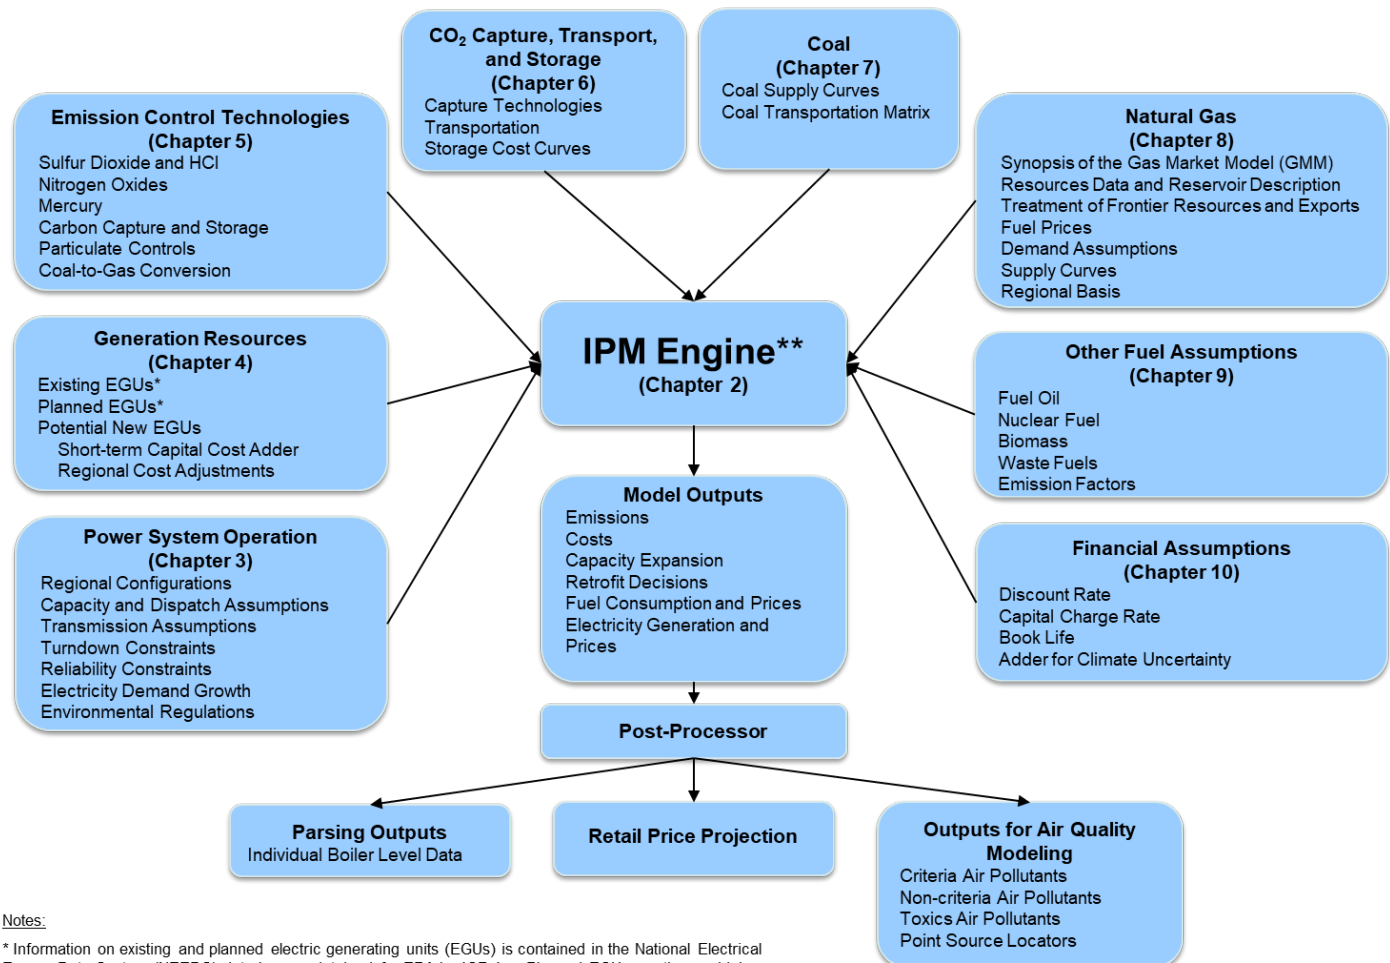 CO2 Capture, Transport,
and Storage
(Chapter 6)
Capture Technologies
Transportation
Storage Cost Curves
Coal
(Chapter 7)
Coal Supply Curves
Coal Transportation Matrix
Emission Control Technologies
(Chapter 5)
Sulfur Dioxide and HCl
Nitrogen Oxides
Mercury
Carbon Capture and Storage
Particulate Controls
Coal-to-Gas Conversion
Natural Gas
(Chapter 8)
Synopsis of the Gas Market Model (GMM)
Resources Data and Reservoir Description
Treatment of Frontier Resources and Exports
Fuel Prices
Demand Assumptions
Supply Curves
Regional Basis
Generation Resources
(Chapter 4)
Existing EGUs*
Planned EGUs*
Potential New EGUs
Short-term Capital Cost Adder
Regional Cost Adjustments
IPM Engine**
(Chapter 2)
Other Fuel Assumptions
(Chapter 9)
Fuel Oil
Nuclear Fuel
Biomass
Waste Fuels
Emission Factors
Power System Operation
(Chapter 3)
Regional Configurations
Capacity and Dispatch Assumptions
Transmission Assumptions
Turndown Constraints
Reliability Constraints
Electricity Demand Growth
Environmental Regulations
Model Outputs
Emissions
Costs
Capacity Expansion
Retrofit Decisions
Fuel Consumption and Prices
Electricity Generation and
Prices
Financial Assumptions
(Chapter 10)
Discount Rate
Capital Charge Rate
Book Life
Adder for Climate Uncertainty
Post-Processor
Parsing Outputs
Individual Boiler Level Data
Retail Price Projection
Outputs for Air Quality
Modeling
Criteria Air Pollutants
Non-criteria Air Pollutants
Toxics Air Pollutants
Point Source Locators
Notes:
* Information on existing and planned electric generating units (EGUs) is contained in the National Electrical